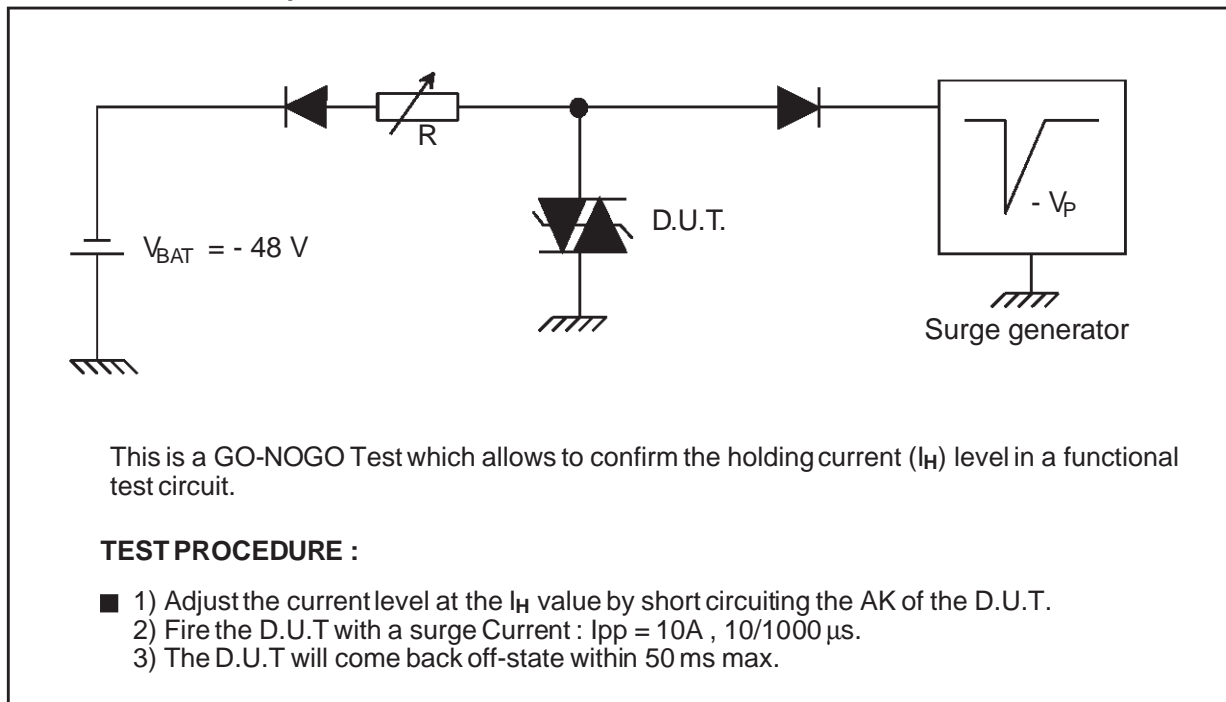 R
- VP
D.U.T.
VBAT = - 48 V
Surge generator
This is a GO-NOGO Test which allows to confirm the holding current (IH) level in a functional
test circuit.
TEST PROCEDURE :
■ 1) Adjust the current level at the IH value by short circuiting the AK of the D.U.T.
2) Fire the D.U.T with a surge Current : Ipp = 10A , 10/1000 µs.
3) The D.U.T will come back off-state within 50 ms max.